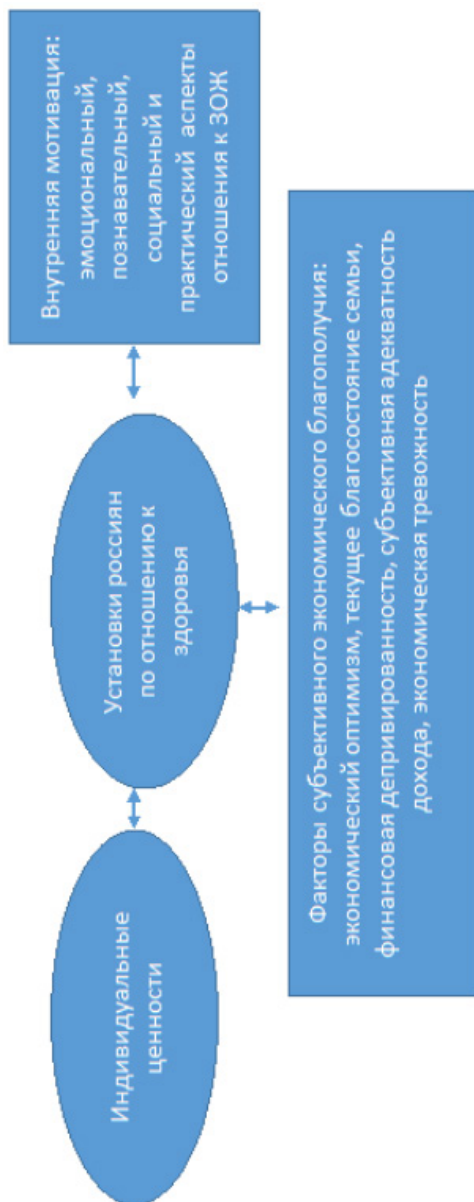 Индивидуальные
ценности
Установки россиян
по отношению к
здоровья
Внутренняя мотивация:
эмоциональный,
познавательный,
социальный и
практический аспекты
отношения к ЗОЖ
Факторы субъективного экономического благополучия:
экономический оптимизм, текущее благосостояние семьи,
финансовая депривированность, субъективная адекватность
дохода, экономическая тревожность